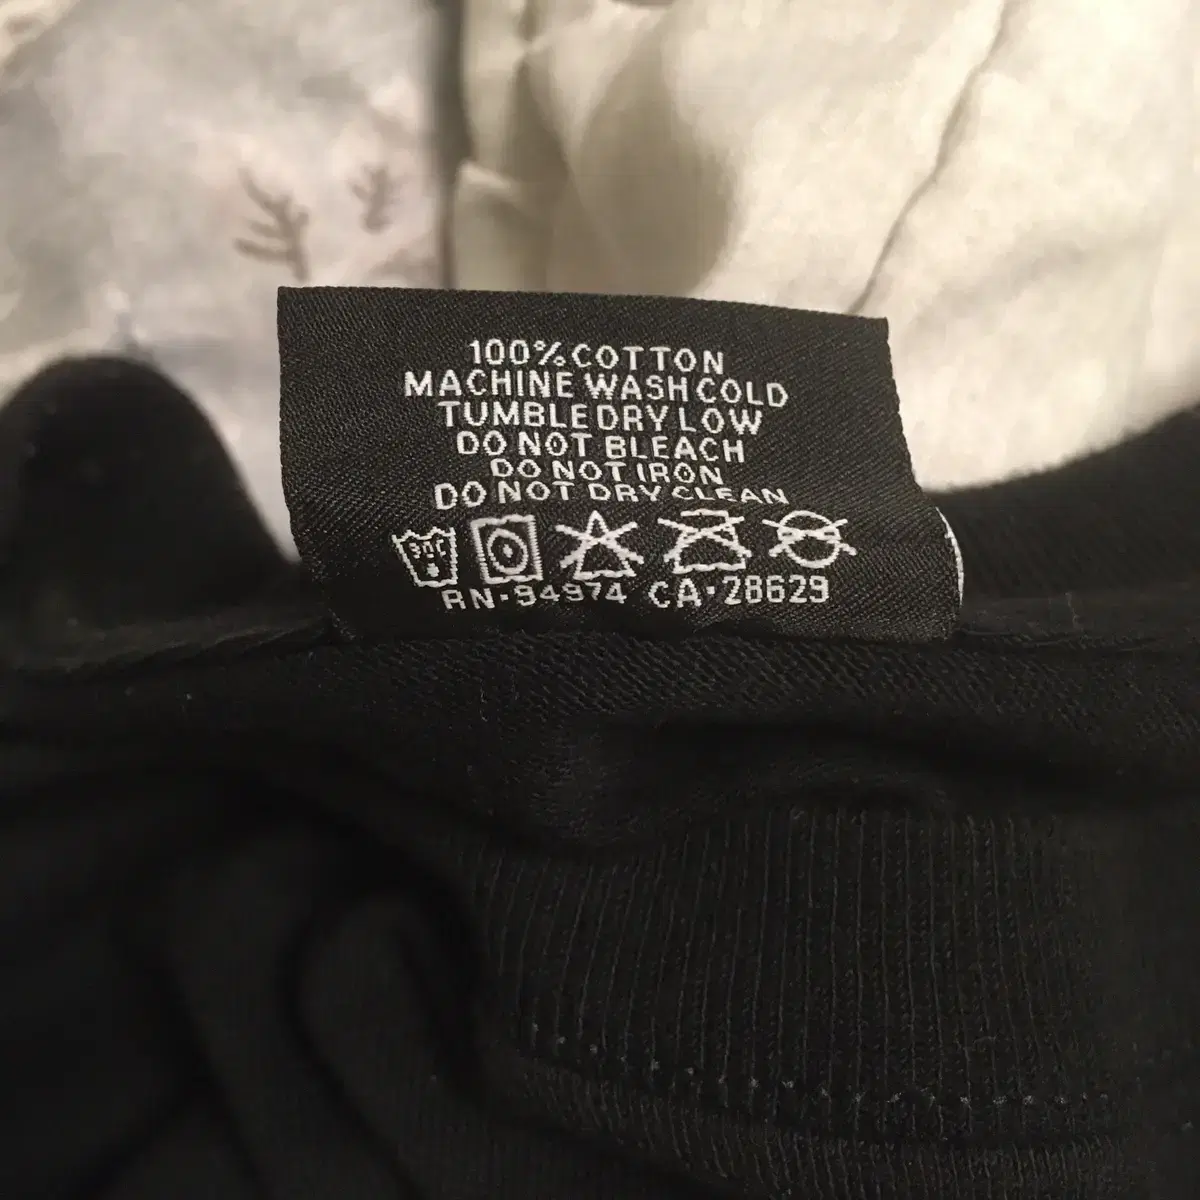 100% COTTON
MACHINE WASH COLD
TUMBLE DRY LOW
DO NOT BLEACH
DO NOT IRON
DO NOT DRY CLEAN
30C
RN·94974 CA·28629